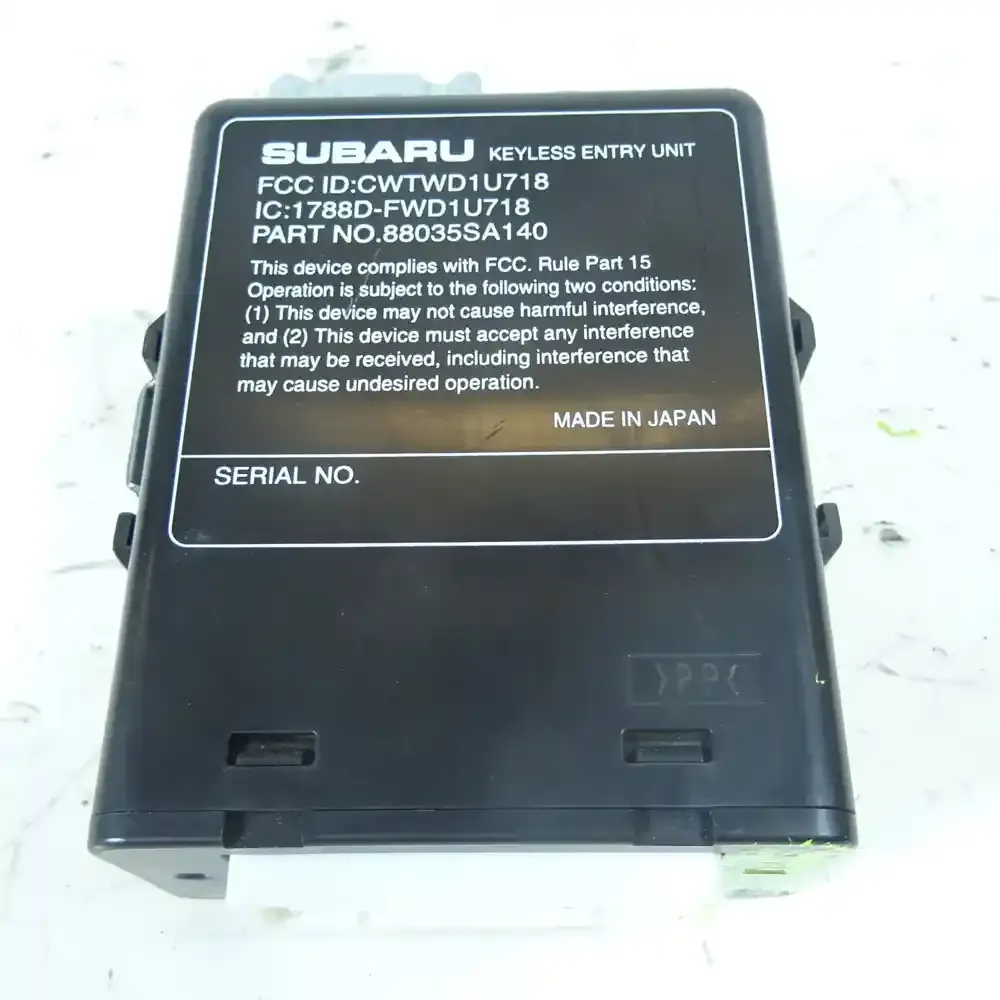 SUBARU KEYLESS ENTRY UNIT
FCC ID:CWTWD1U718
IC:1788D-FWD1U718
PART NO.88035SA140
This device complies with FCC. Rule Part 15
Operation is subject to the following two conditions:
(1) This device may not cause harmful interference,
and (2) This device must accept any interference
that may be received, including interference that
may cause undesired operation.
MADE IN JAPAN
SERIAL NO.
>PP<